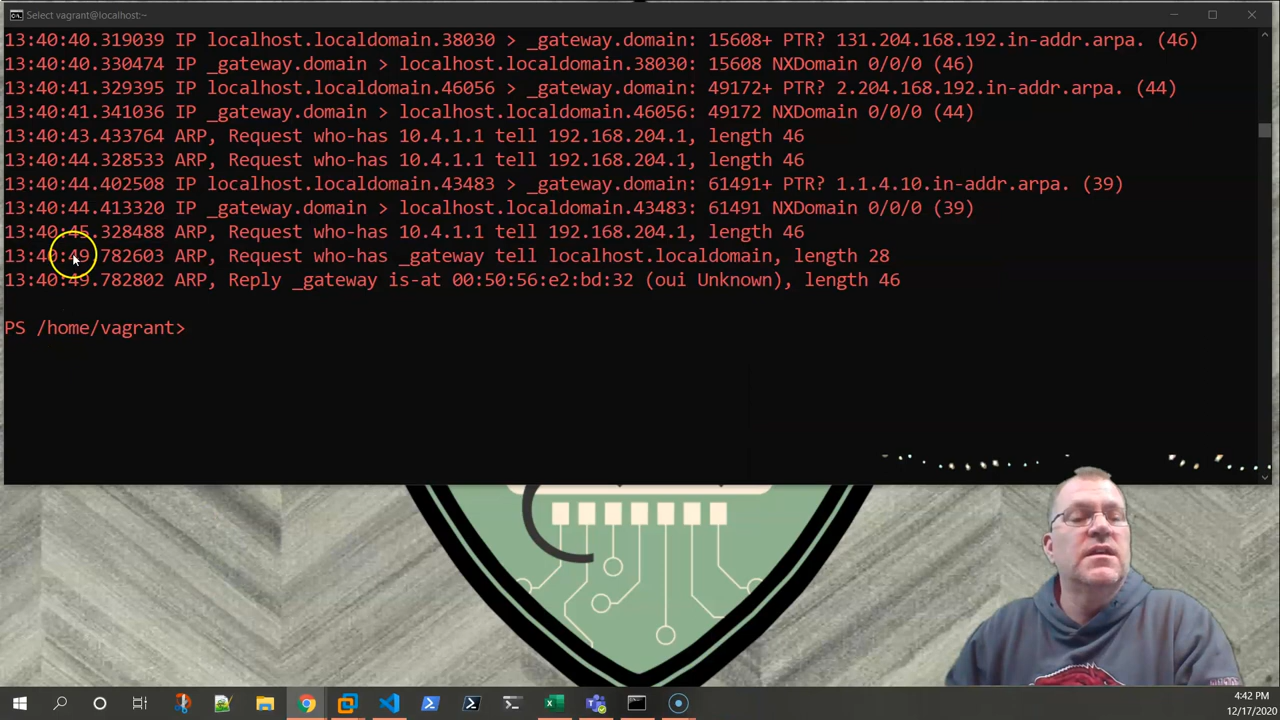 Select vagrant@localhost:~
13:40:40.319039 IP localhost.localdomain.38030 > _gateway.domain: 15608+ PTR? 131.204.168.192.in-addr.arpa. (46)
13:40:40.330474 IP _gateway.domain > localhost.localdomain.38030: 15608 NXDomain 0/0/0 (46)
13:40:41.329395 IP localhost.localdomain.46056 > _gateway.domain: 49172+ PTR? 2.204.168.192.in-addr.arpa. (44)
13:40:41.341036 IP _gateway.domain > localhost.localdomain.46056: 49172 NXDomain 0/0/0 (44)
13:40:43.433764 ARP, Request who-has 10.4.1.1 tell 192.168.204.1, length 46
13:40:44.328533 ARP, Request who-has 10.4.1.1 tell 192.168.204.1, length 46
13:40:44.402508 IP localhost.localdomain.43483 > _gateway.domain: 61491+ PTR? 1.1.4.10.in-addr.arpa. (39)
13:40:44.413320 IP _gateway.domain > localhost.localdomain.43483: 61491 NXDomain 0/0/0 (39)
13:40:45.328488 ARP, Request who-has 10.4.1.1 tell 192.168.204.1, length 46
13:40:49.782603 ARP, Request who-has _gateway tell localhost.localdomain, length 28
13:40:49.782802 ARP, Reply _gateway is-at 00:50:56:e2:bd:32 (oui Unknown), length 46
PS /home/vagrant>
4:42 PM
12/17/2020